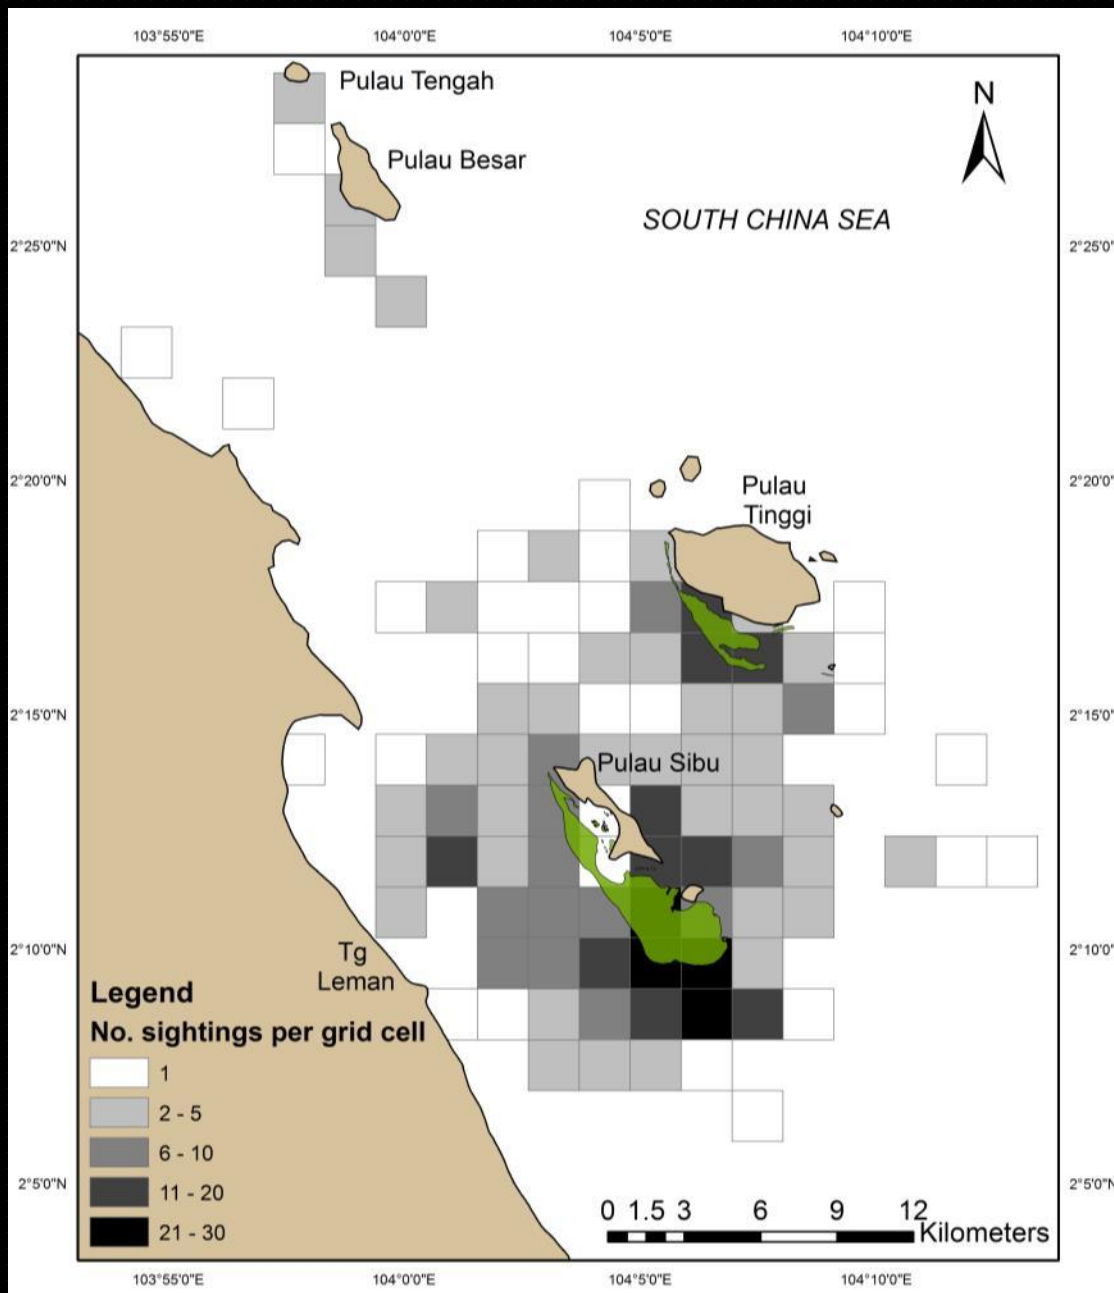 103°55'0"E 104°0'0"E 104°5'0"E 104°10'0"E
Pulau Tengah
N
Pulau Besar
SOUTH CHINA SEA
2°25'0"N 2°25'0"N
2°20'0"N 2°20'0"N
Pulau
Tinggi
2°15'0"N 2°15'0"N
Pulau Sibu
2°10'0"N 2°10'0"N
Tg
Leman
Legend
No. sightings per grid cell
1
2 - 5
6 - 10
11 - 20
21 - 30
2°5'0"N 2°5'0"N
0 1.5 3 6 9 12
Kilometers
103°55'0"E 104°0'0"E 104°5'0"E 104°10'0"E